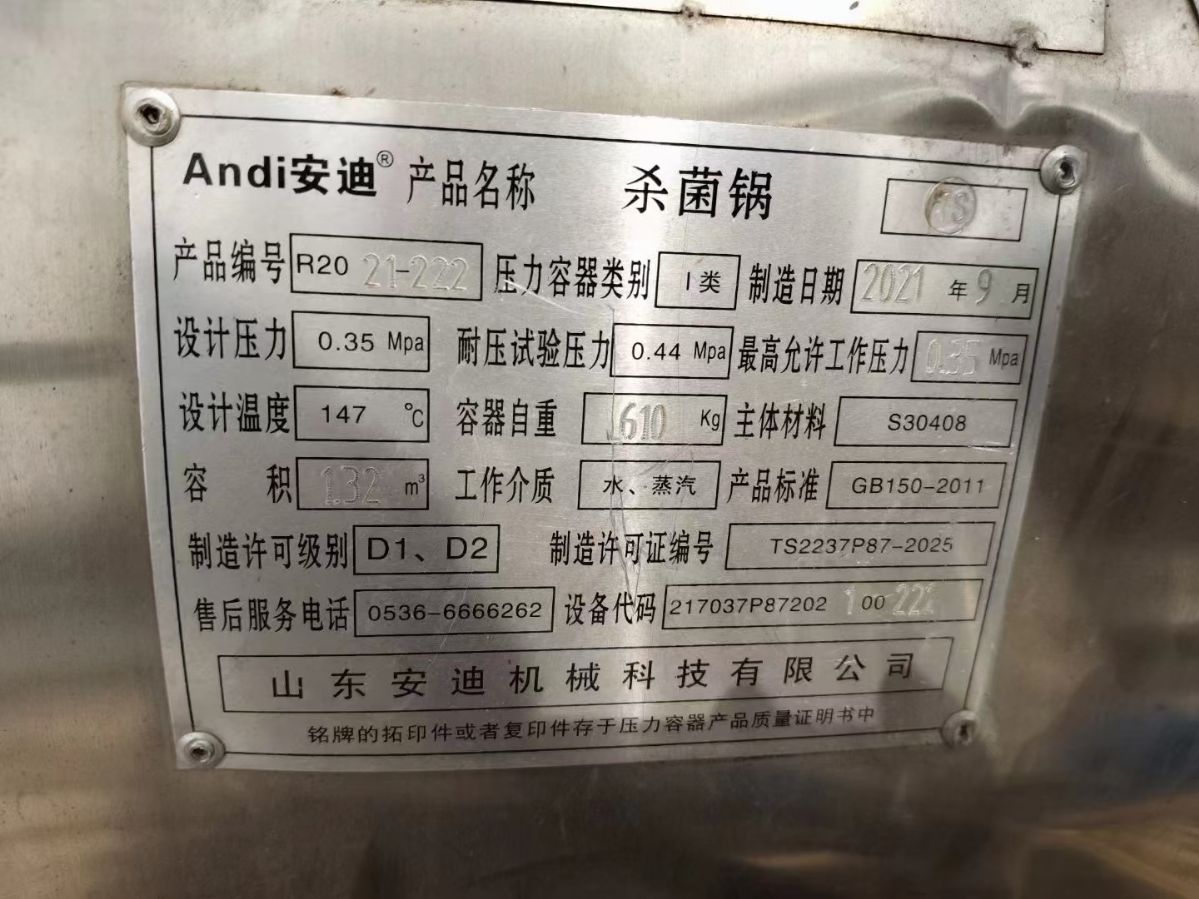 Andi安迪® 产品名称 杀菌锅 TS
产品编号 R20 21-222 压力容器类别 I类 制造日期 2021 年 9 月
设计压力 0.35 Mpa 耐压试验压力 0.44 Mpa 最高允许工作压力 0.35 Mpa
设计温度 147 ℃ 容器自重 610 Kg 主体材料 S30408
容 积 1.32 m³ 工作介质 水、蒸汽 产品标准 GB150-2011
制造许可级别 D1、D2 制造许可证编号 TS2237P87-2025
售后服务电话 0536-6666262 设备代码 217037P87202 1 00 222
山东安迪机械科技有限公司
铭牌的拓印件或者复印件存于压力容器产品质量证明书中